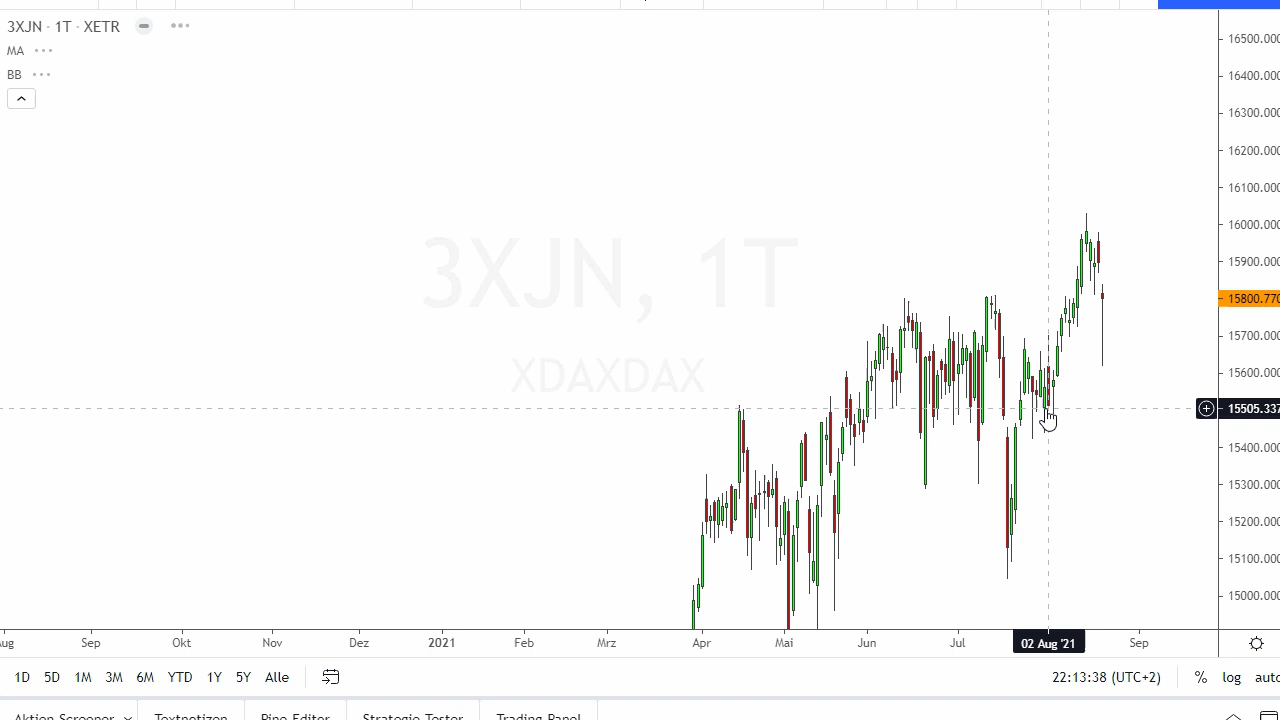 3XJN · 1T · XETR
MA
BB
3XJN, 1T
XDAXDAX
16500.000
16400.000
16300.000
16200.000
16100.000
16000.000
15900.000
15800.770
15700.000
15600.000
15505.337
15400.000
15300.000
15200.000
15100.000
15000.000
Aug Sep Okt Nov Dez 2021 Feb Mrz Apr Mai Jun Jul 02 Aug '21 Sep
1D 5D 1M 3M 6M YTD 1Y 5Y Alle 22:13:38 (UTC+2) % log auto
Aktien Screener Textnotizen Pine Editor Strategie Tester Trading Panel